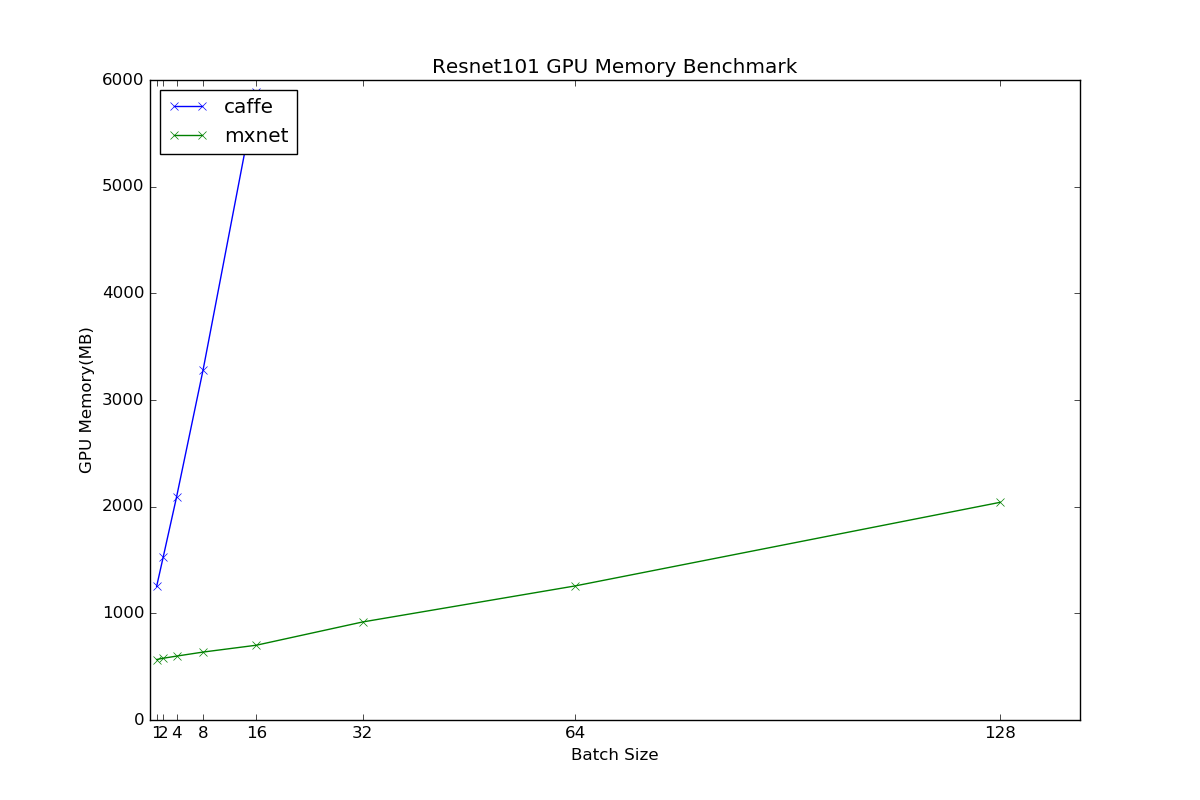 Resnet101 GPU Memory Benchmark
6000
caffe
mxnet
5000
4000
GPU Memory(MB)
3000
2000
1000
0
1 2 4 8 16 32 64 128
Batch Size